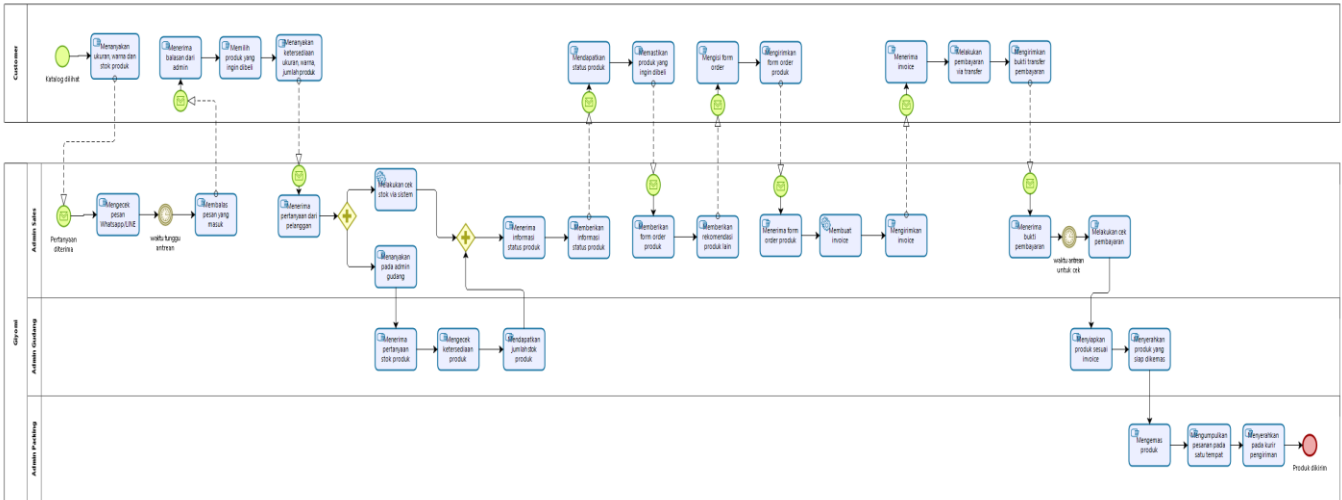 Customer
Katalog dilihat
Menanyakan
ukuran, warna dan
stok produk
Menerima
balasan dari
admin
Memilih
produk yang
ingin dibeli
Menanyakan
ketersediaan
ukuran, warna,
jumlah produk
Mendapatkan
status produk
Memastikan
produk yang
ingin dibeli
Mengisi form
order
Mengirimkan
form order
produk
Menerima
invoice
Melakukan
pembayaran
via transfer
Mengirimkan
bukti transfer
pembayaran
Giyomi
Admin Sales
Pertanyaan
diterima
Mengecek
pesan
Whatsapp/LINE
waktu tunggu
antrean
Membalas
pesan yang
masuk
Menerima
pertanyaan dari
pelanggan
Melakukan cek
stok via sistem
Menanyakan
pada admin
gudang
Menerima
informasi
status produk
Memberikan
informasi
status produk
Memberikan
form order
produk
Memberikan
rekomendasi
produk lain
Menerima form
order produk
Membuat
invoice
Mengirimkan
invoice
Menerima
bukti
pembayaran
waktu antrean
untuk cek
Melakukan cek
pembayaran
Admin Gudang
Menerima
pertanyaan
stok produk
Mengecek
ketersediaan
produk
Mendapatkan
jumlah stok
produk
Menyiapkan
produk sesuai
invoice
Menyerahkan
produk yang
siap dikemas
Admin Packing
Mengemas
produk
Mengumpulkan
pesanan pada
satu tempat
Menyerahkan
pada kurir
pengiriman
Produk dikirim